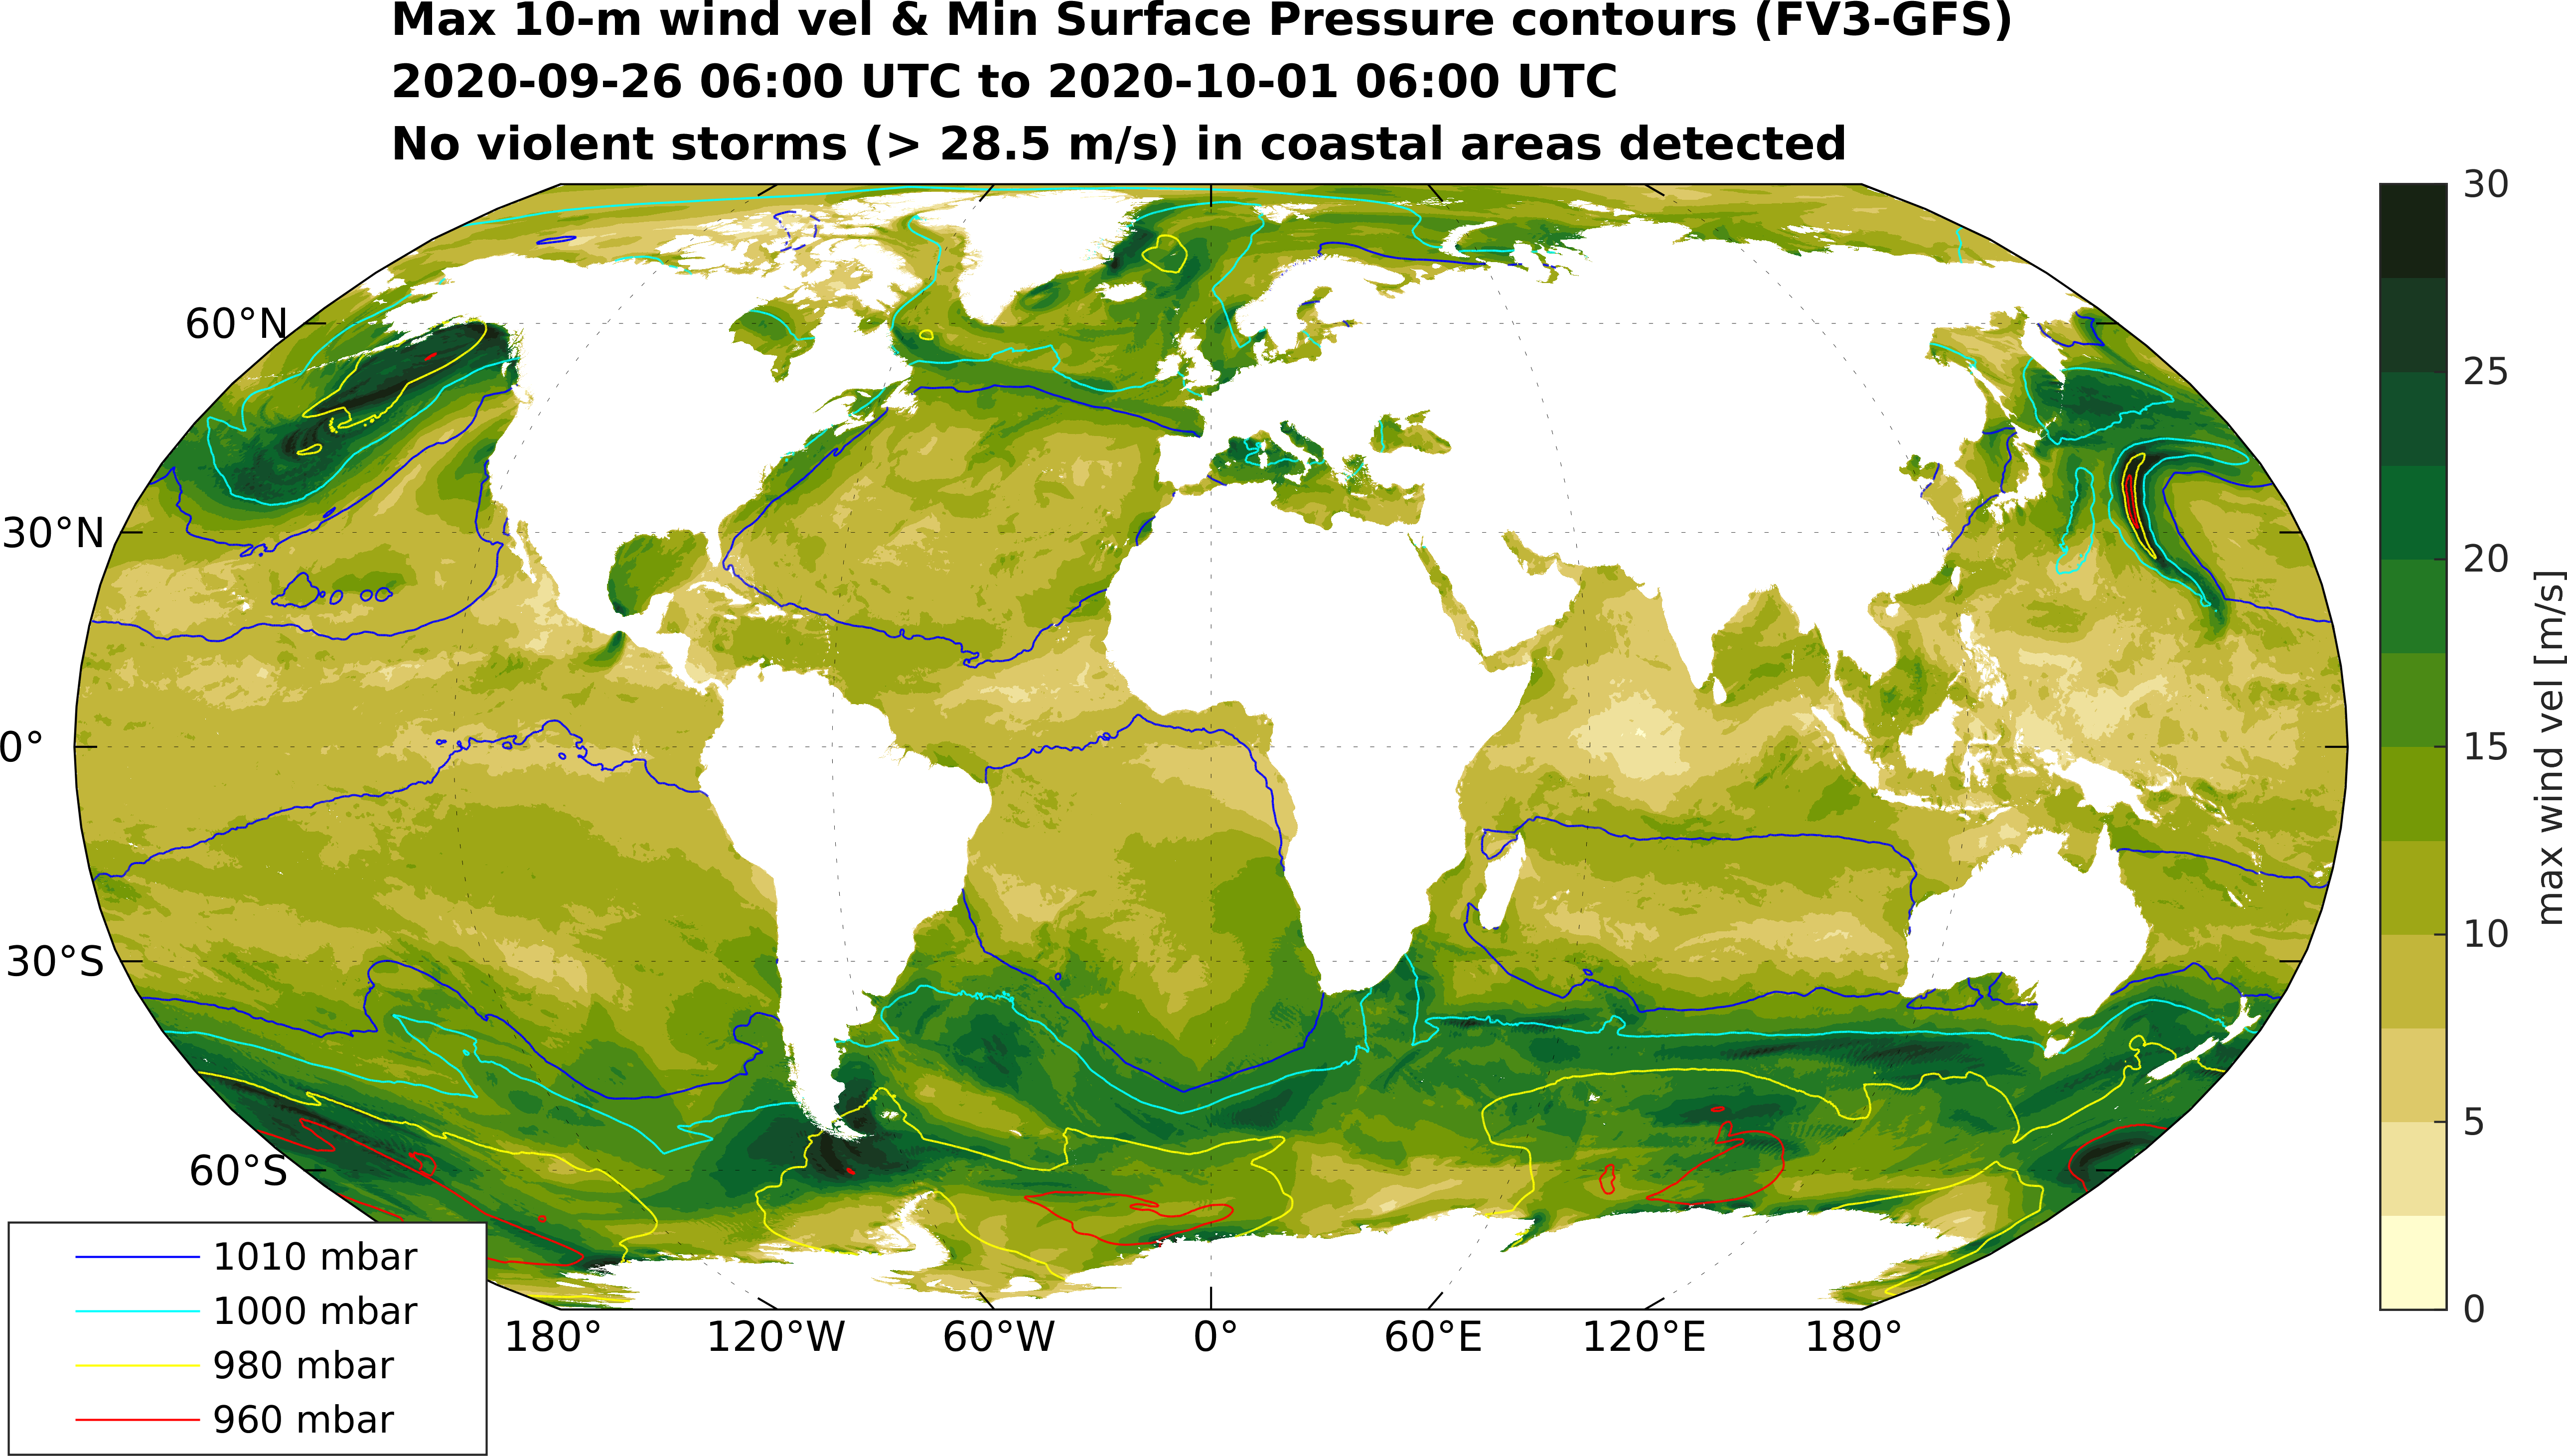 Max 10-m wind vel & Min Surface Pressure contours (FV3-GFS)
2020-09-26 06:00 UTC to 2020-10-01 06:00 UTC
No violent storms (> 28.5 m/s) in coastal areas detected
60°N
30°N
0°
30°S
60°S
180°
120°W
60°W
0°
60°E
120°E
180°
1010 mbar
1000 mbar
980 mbar
960 mbar
30
25
20
15
10
5
0
max wind vel [m/s]